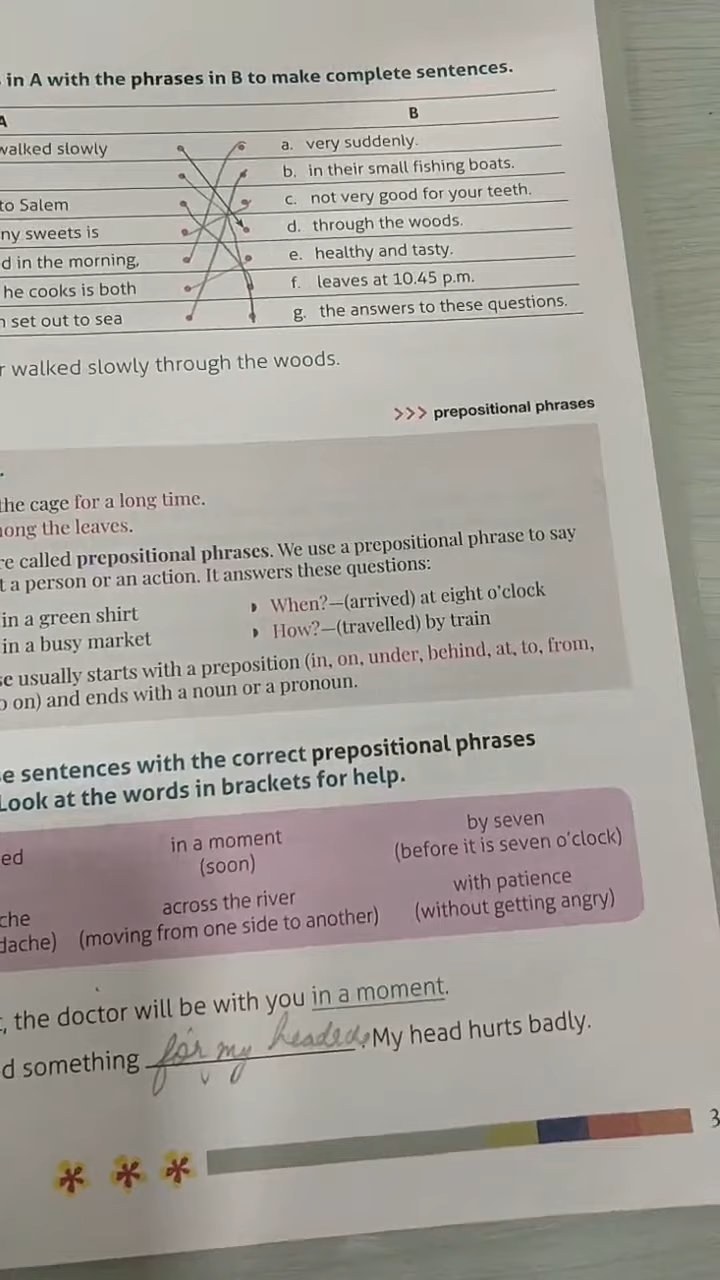 in A with the phrases in B to make complete sentences.
A B
walked slowly a. very suddenly.
b. in their small fishing boats.
to Salem c. not very good for your teeth.
ny sweets is d. through the woods.
d in the morning, e. healthy and tasty.
he cooks is both f. leaves at 10.45 p.m.
n set out to sea g. the answers to these questions.
r walked slowly through the woods.
>>> prepositional phrases
the cage for a long time.
ong the leaves.
re called prepositional phrases. We use a prepositional phrase to say
t a person or an action. It answers these questions:
in a green shirt When?—(arrived) at eight o'clock
in a busy market How?—(travelled) by train
se usually starts with a preposition (in, on, under, behind, at, to, from,
o on) and ends with a noun or a pronoun.
e sentences with the correct prepositional phrases
Look at the words in brackets for help.
ed in a moment by seven
(soon) (before it is seven o'clock)
che across the river with patience
dache) (moving from one side to another) (without getting angry)
, the doctor will be with you in a moment.
d something for my . My head hurts badly.
3